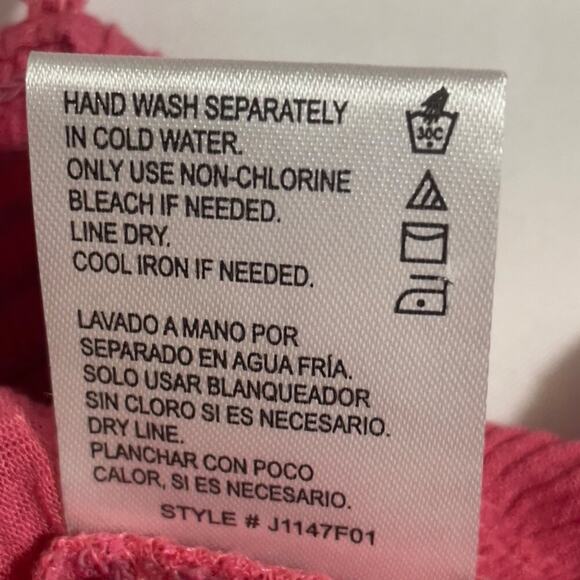 HAND WASH SEPARATELY
IN COLD WATER.
ONLY USE NON-CHLORINE
BLEACH IF NEEDED.
LINE DRY.
COOL IRON IF NEEDED.
30C
LAVADO A MANO POR
SEPARADO EN AGUA FRÍA.
SOLO USAR BLANQUEADOR
SIN CLORO SI ES NECESARIO.
DRY LINE.
PLANCHAR CON POCO
CALOR, SI ES NECESARIO.
STYLE # J1147F01